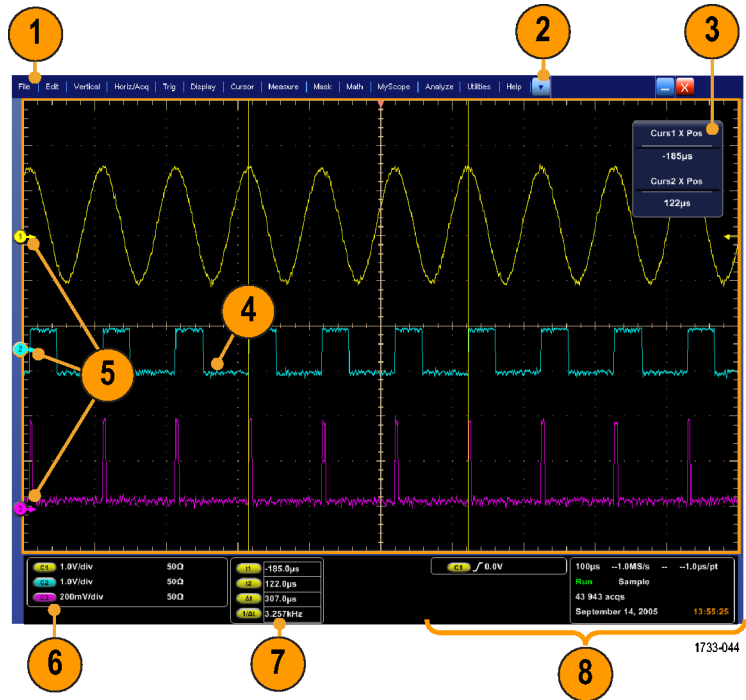 1
2
3
File Edit Vertical Horiz/Acq Trig Display Cursor Measure Mask Math MyScope Analyze Utilities Help
X
Curs1 X Pos
-185µs
Curs2 X Pos
122µs
1
4
2
5
3
C1 1.0V/div 50Ω
C2 1.0V/div 50Ω
C3 200mV/div 50Ω
t1 -185.0µs
t2 122.0µs
Δt 307.0µs
1/Δt 3.257kHz
C1 0.0V
100µs --1.0MS/s -- --1.0µs/pt
Run Sample
43 943 acqs
September 14, 2005 13:55:25
6
7
8
1733-044